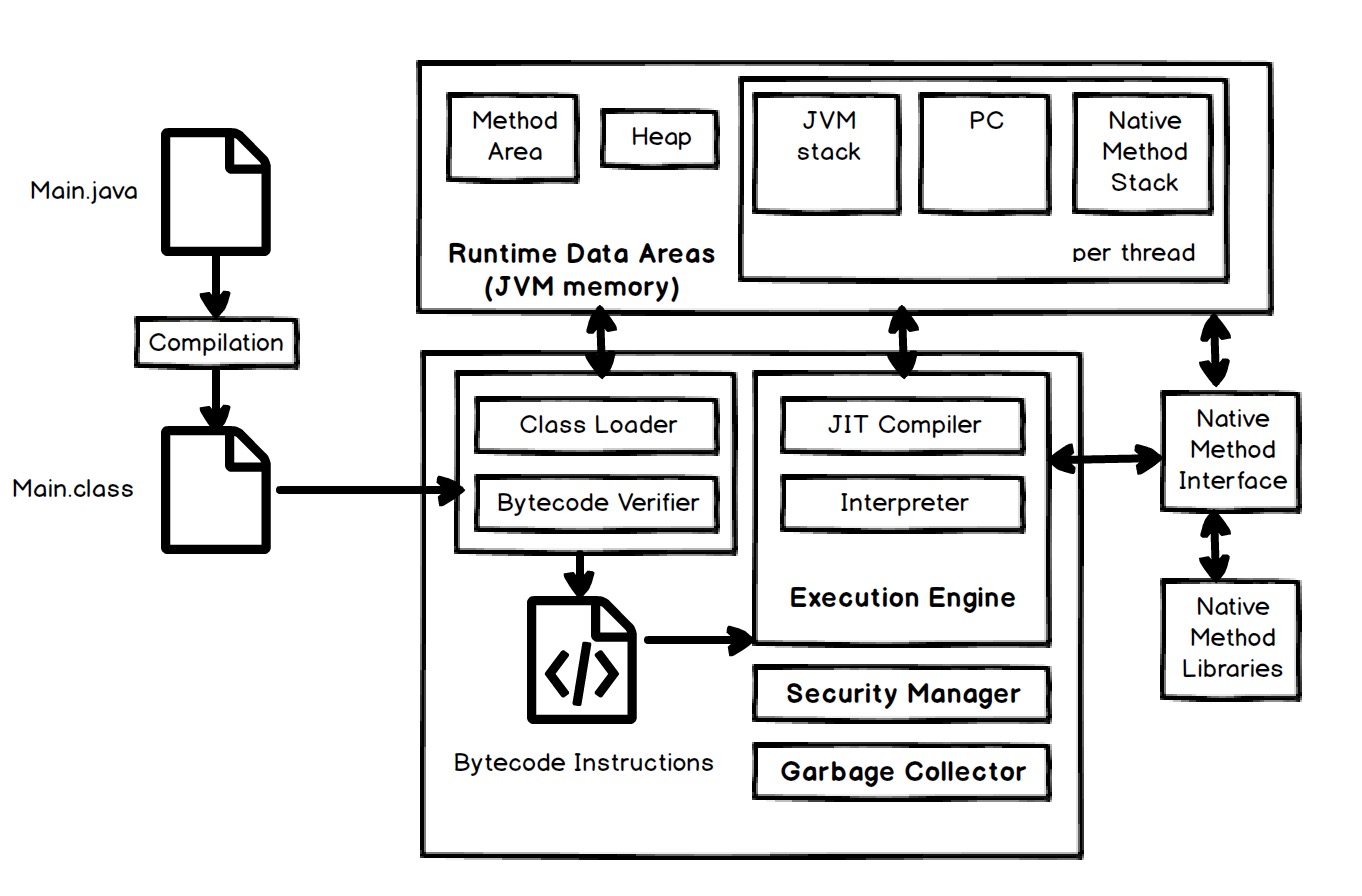 Main.java
Compilation
Main.class
Method
Area
Heap
JVM
stack
PC
Native
Method
Stack
per thread
Runtime Data Areas
(JVM memory)
Class Loader
Bytecode Verifier
</>
Bytecode Instructions
JIT Compiler
Interpreter
Execution Engine
Security Manager
Garbage Collector
Native
Method
Interface
Native
Method
Libraries